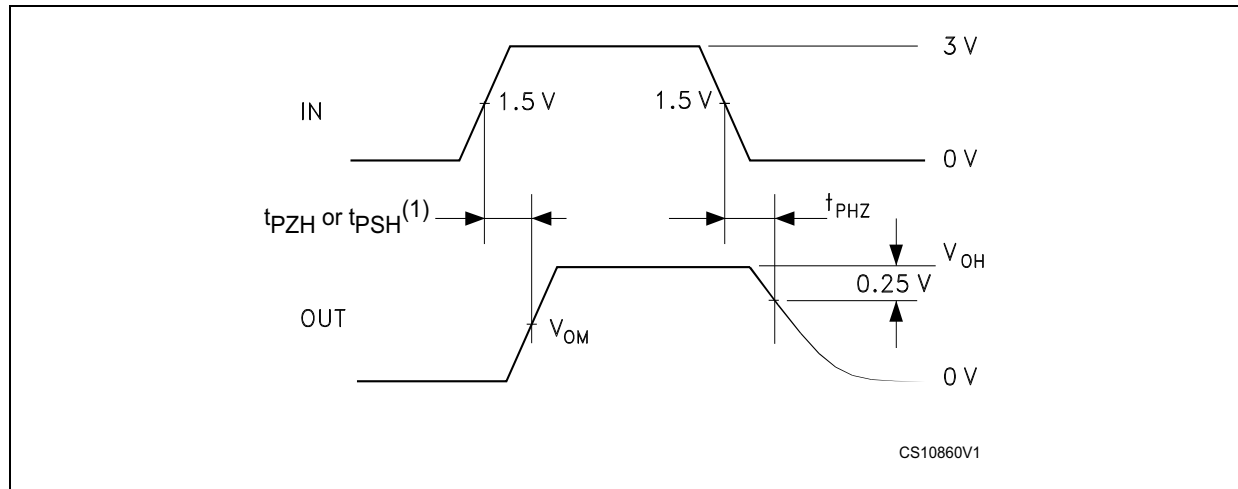 3 V
IN
1.5 V
1.5 V
0 V
tPZH or tPSH(1)
tPHZ
VOH
0.25 V
OUT
VOM
0 V
CS10860V1